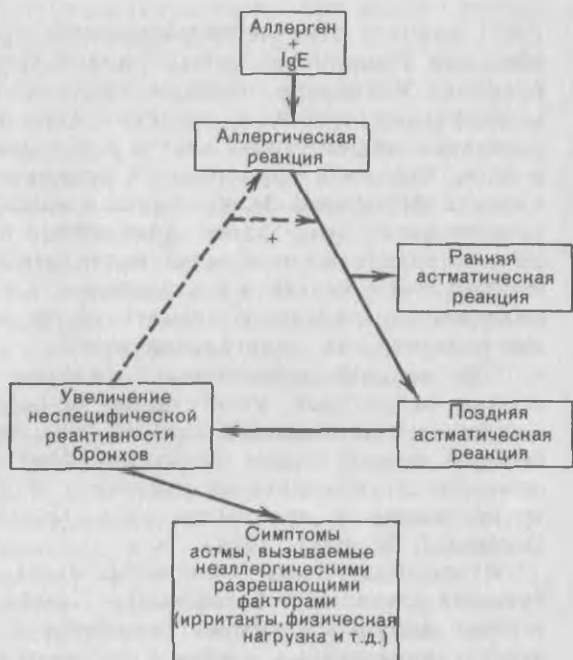 Аллерген
+
IgE
Аллергическая
реакция
+
Ранняя
астматическая
реакция
Увеличение
неспецифической
реактивности
бронхов
Поздняя
астматическая
реакция
Симптомы
астмы, вызываемые
неаллергическими
разрешающими
факторами
(ирританты, физическая
нагрузка и т.д.)